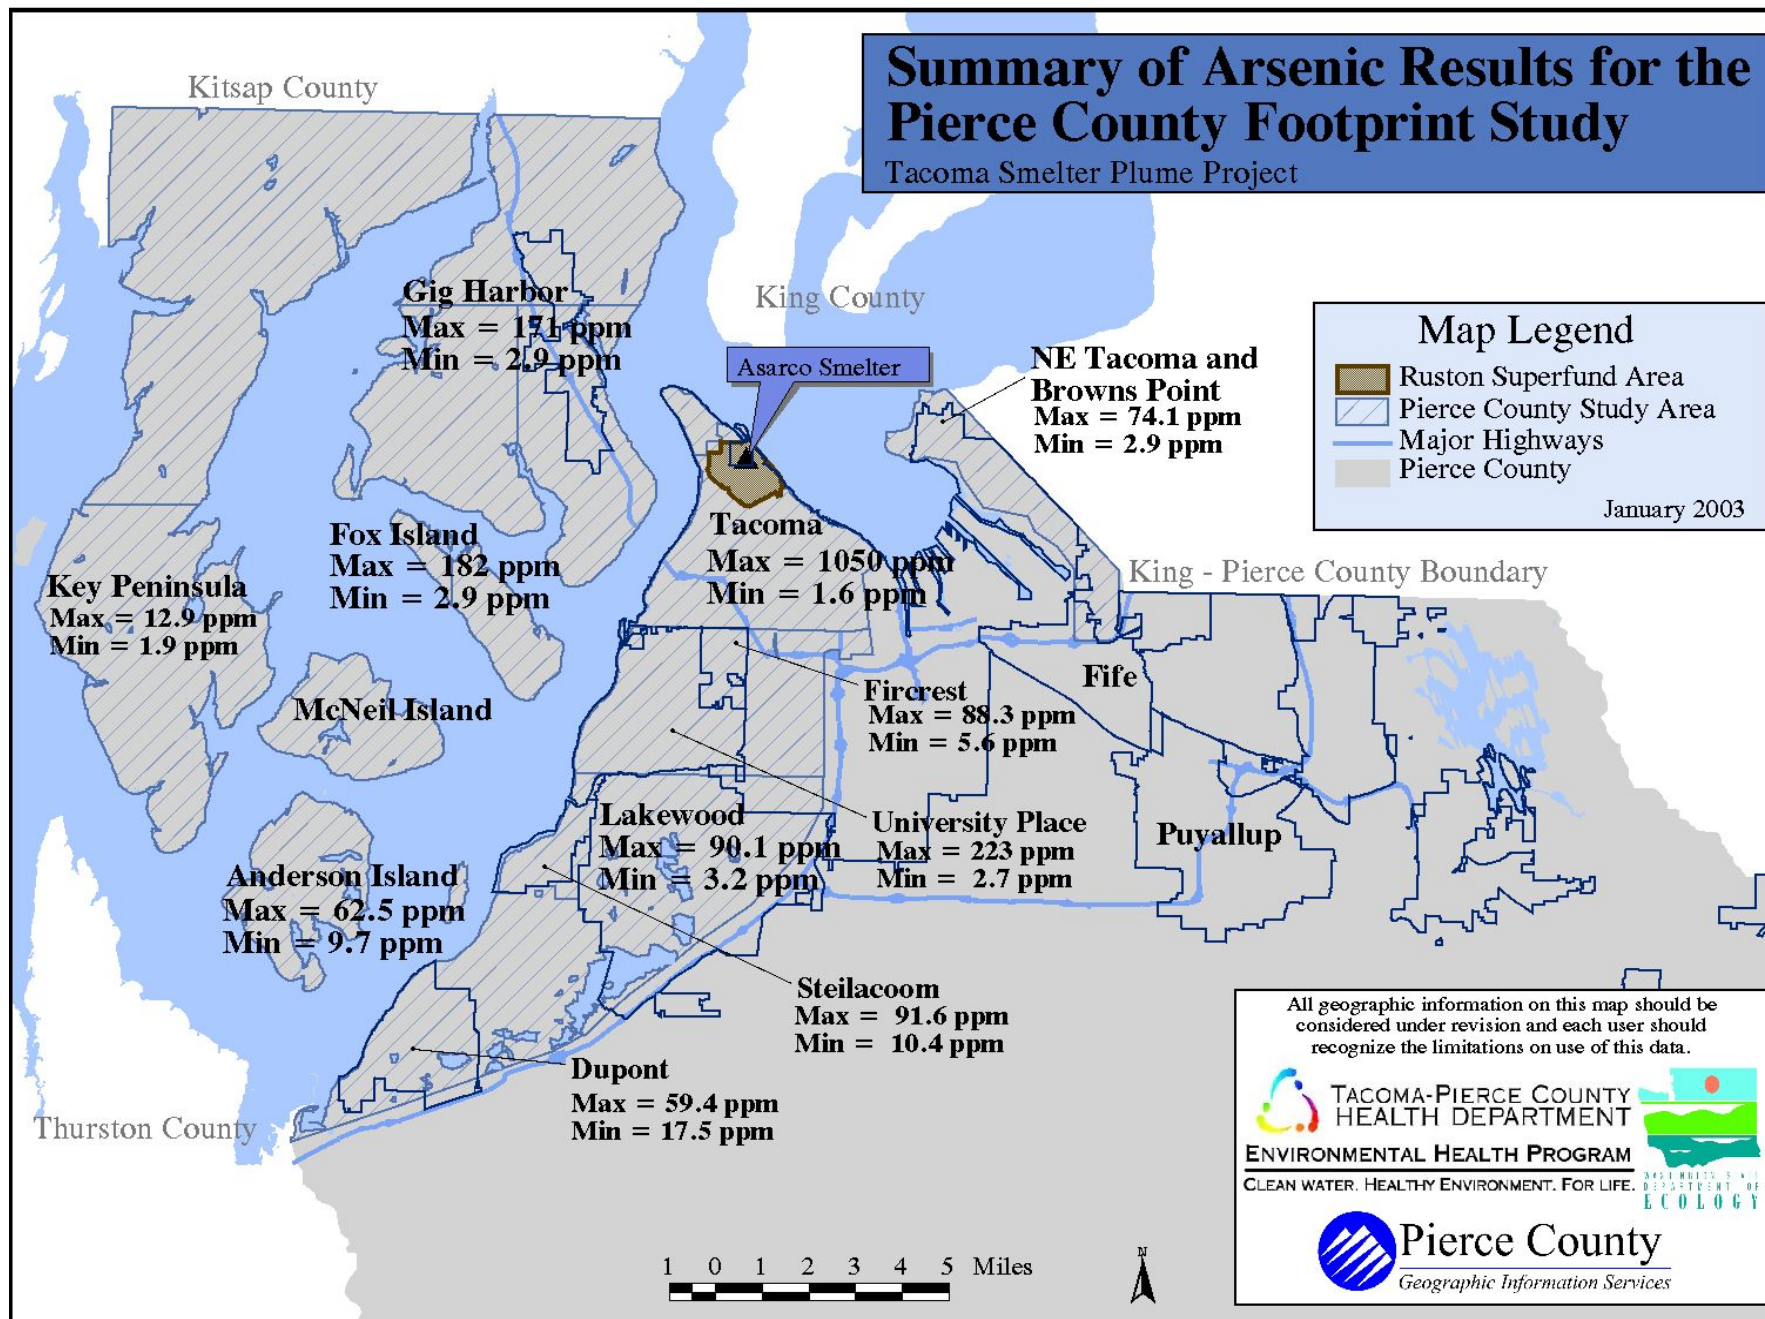 Summary of Arsenic Results for the
Pierce County Footprint Study
Tacoma Smelter Plume Project
Kitsap County
King County
Gig Harbor
Max = 171 ppm
Min = 2.9 ppm
Asarco Smelter
NE Tacoma and
Browns Point
Max = 74.1 ppm
Min = 2.9 ppm
Map Legend
Ruston Superfund Area
Pierce County Study Area
Major Highways
Pierce County
January 2003
Fox Island
Max = 182 ppm
Min = 2.9 ppm
Tacoma
Max = 1050 ppm
Min = 1.6 ppm
King - Pierce County Boundary
Key Peninsula
Max = 12.9 ppm
Min = 1.9 ppm
McNeil Island
Fife
Fircrest
Max = 88.3 ppm
Min = 5.6 ppm
Lakewood
Max = 90.1 ppm
Min = 3.2 ppm
University Place
Max = 223 ppm
Min = 2.7 ppm
Puyallup
Anderson Island
Max = 62.5 ppm
Min = 9.7 ppm
Steilacoom
Max = 91.6 ppm
Min = 10.4 ppm
Dupont
Max = 59.4 ppm
Min = 17.5 ppm
Thurston County
All geographic information on this map should be
considered under revision and each user should
recognize the limitations on use of this data.
TACOMA-PIERCE COUNTY
HEALTH DEPARTMENT
ENVIRONMENTAL HEALTH PROGRAM
CLEAN WATER. HEALTHY ENVIRONMENT. FOR LIFE.
WASHINGTON STATE
DEPARTMENT OF
ECOLOGY
Pierce County
Geographic Information Services
1 0 1 2 3 4 5 Miles
N